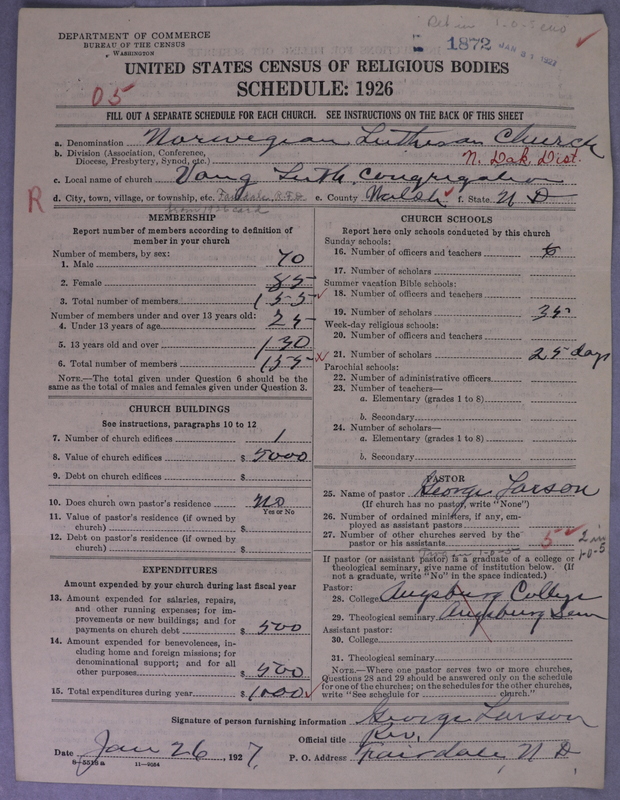 DEPARTMENT OF COMMERCE
BUREAU OF THE CENSUS
WASHINGTON
1872 JAN 31 1927
UNITED STATES CENSUS OF RELIGIOUS BODIES
SCHEDULE: 1926
05
FILL OUT A SEPARATE SCHEDULE FOR EACH CHURCH. SEE INSTRUCTIONS ON THE BACK OF THIS SHEET
a. Denomination Norwegian Lutheran Church
b. Division (Association, Conference, Diocese, Presbytery, Synod, etc.) N. Dak. Dist.
c. Local name of church Vang Luth. Congregation
R d. City, town, village, or township, etc. Fairdale, R.F.D. e. County Walsh f. State N D
from 1926 card
MEMBERSHIP
Report number of members according to definition of
member in your church
Number of members, by sex:
1. Male 70
2. Female 85
3. Total number of members 155
Number of members under and over 13 years old:
4. Under 13 years of age 25
5. 13 years old and over 130
6. Total number of members 155
NOTE.—The total given under Question 6 should be the
same as the total of males and females given under Question 3.
CHURCH BUILDINGS
See instructions, paragraphs 10 to 12
7. Number of church edifices 1
8. Value of church edifices $ 5000
9. Debt on church edifices $
10. Does church own pastor's residence No
Yes or No
11. Value of pastor's residence (if owned by
church) $
12. Debt on pastor's residence (if owned by
church) $
EXPENDITURES
Amount expended by your church during last fiscal year
13. Amount expended for salaries, repairs,
and other running expenses; for im-
provements or new buildings; and for
payments on church debt $ 500
14. Amount expended for benevolences, in-
cluding home and foreign missions; for
denominational support; and for all
other purposes $ 500
15. Total expenditures during year $ 1000
CHURCH SCHOOLS
Report here only schools conducted by this church
Sunday schools:
16. Number of officers and teachers 6
17. Number of scholars
Summer vacation Bible schools:
18. Number of officers and teachers
19. Number of scholars 35
Week-day religious schools:
20. Number of officers and teachers
21. Number of scholars 25 days
Parochial schools:
22. Number of administrative officers
23. Number of teachers—
a. Elementary (grades 1 to 8)
b. Secondary
24. Number of scholars—
a. Elementary (grades 1 to 8)
b. Secondary
PASTOR
25. Name of pastor George Larson
(If church has no pastor, write "None")
26. Number of ordained ministers, if any, em-
ployed as assistant pastors
27. Number of other churches served by the
pastor or his assistants 5 2 in
1-0-5
If pastor (or assistant pastor) is a graduate of a college or
theological seminary, give name of institution below. (If
not a graduate, write "No" in the space indicated.)
Pastor:
28. College Augsburg College
29. Theological seminary Augsburg Sem
Assistant pastor:
30. College
31. Theological seminary
NOTE.—Where one pastor serves two or more churches,
Questions 28 and 29 should be answered only on the schedule
for one of the churches; on the schedules for the other churches,
write "See schedule for church."
Signature of person furnishing information George Larson
Official title Rev.
Date Jan 26, 1927. P. O. Address Fairdale, N D
8—5518a 11—9064
1